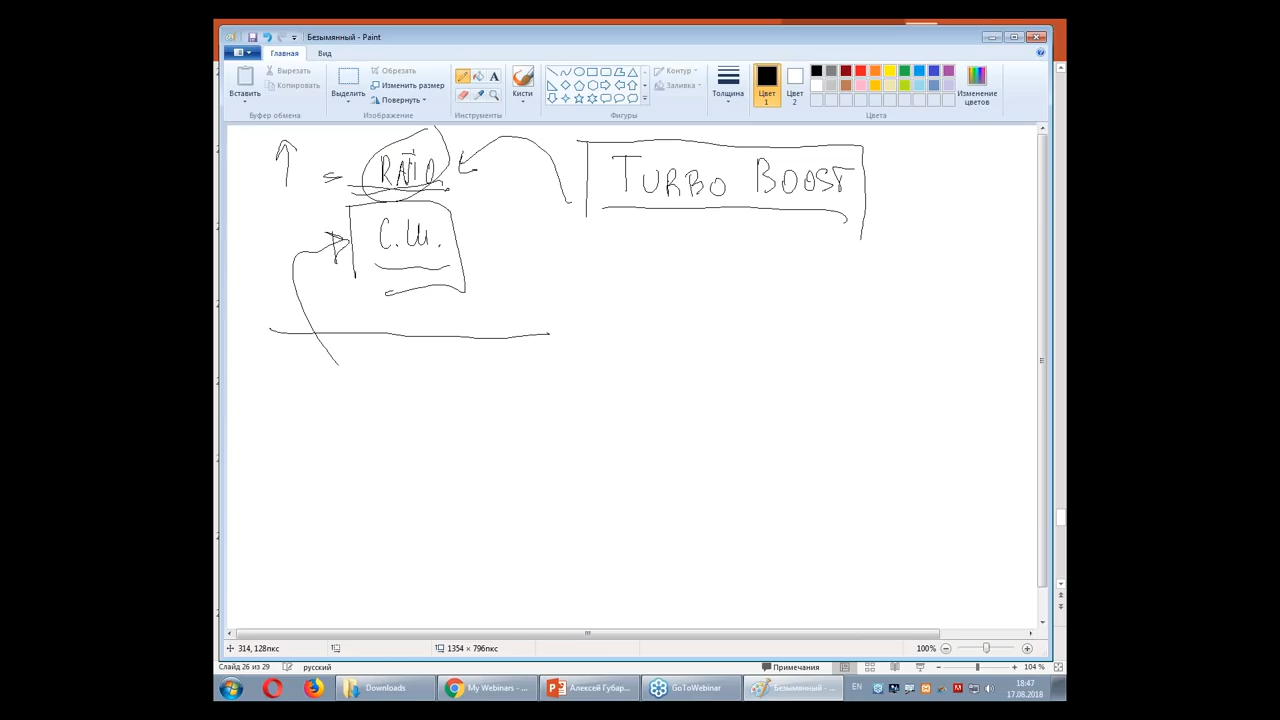 Безымянный - Paint
Главная
Вид
Вставить
Вырезать
Копировать
Буфер обмена
Выделить
Обрезать
Изменить размер
Повернуть
Изображение
A
Инструменты
Кисти
Фигуры
Контур
Заливка
Толщина
Цвет 1
Цвет 2
Изменение цветов
Цвета
= RATIO
TURBO BOOST
С.Ш.
314, 128пкс
1354 × 796пкс
100%
Слайд 26 из 29
русский
Примечания
104 %
Downloads
My Webinars - ...
Алексей Губар...
GoToWebinar
Безымянный - ...
EN
18:47
17.08.2018